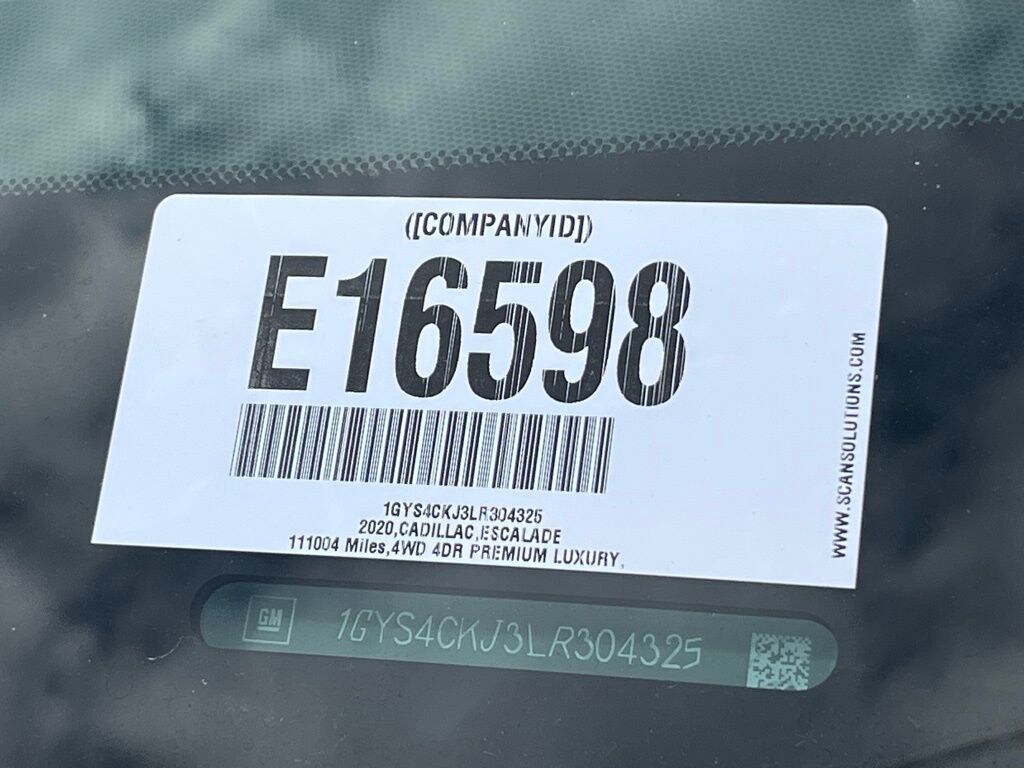 ([COMPANYID])
E16598
1GYS4CKJ3LR304325
2020,CADILLAC,ESCALADE
111004 Miles,4WD 4DR PREMIUM LUXURY,
WWW.SCANSOLUTIONS.COM
GM 1GYS4CKJ3LR304325